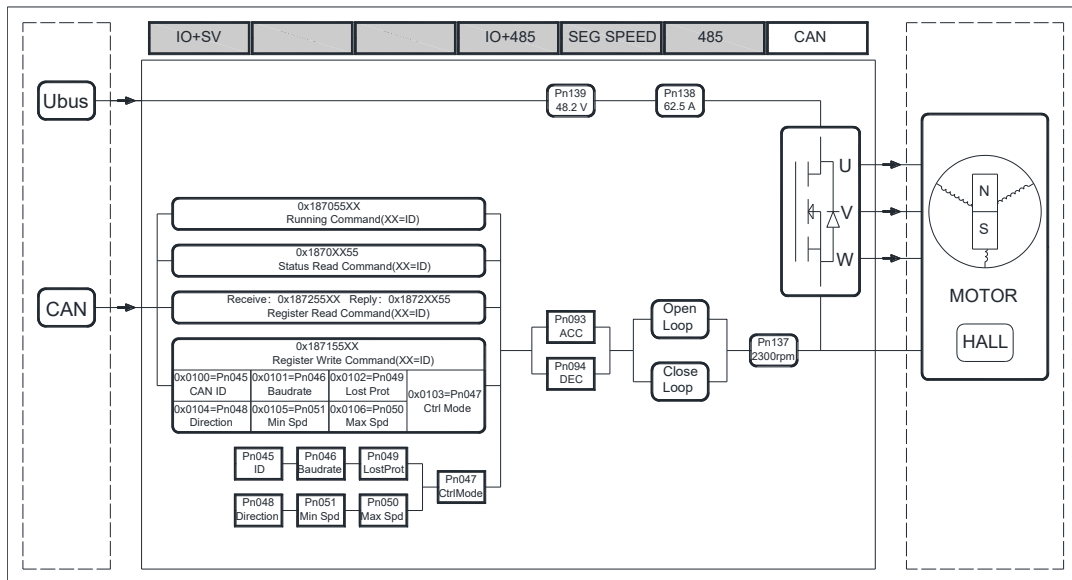 IO+SV
IO+485
SEG SPEED
485
CAN
Ubus
Pn139
48.2 V
Pn138
62.5 A
U
V
W
N
S
MOTOR
HALL
CAN
0x187055XX
Running Command(XX=ID)
0x1870XX55
Status Read Command(XX=ID)
Receive: 0x187255XX Reply: 0x1872XX55
Register Read Command(XX=ID)
0x187155XX
Register Write Command(XX=ID)
0x0100=Pn045
CAN ID
0x0101=Pn046
Baudrate
0x0102=Pn049
Lost Prot
0x0103=Pn047
Ctrl Mode
0x0104=Pn048
Direction
0x0105=Pn051
Min Spd
0x0106=Pn050
Max Spd
Pn093
ACC
Pn094
DEC
Open
Loop
Close
Loop
Pn137
2300rpm
Pn045
ID
Pn046
Baudrate
Pn049
LostProt
Pn047
CtrlMode
Pn048
Direction
Pn051
Min Spd
Pn050
Max Spd